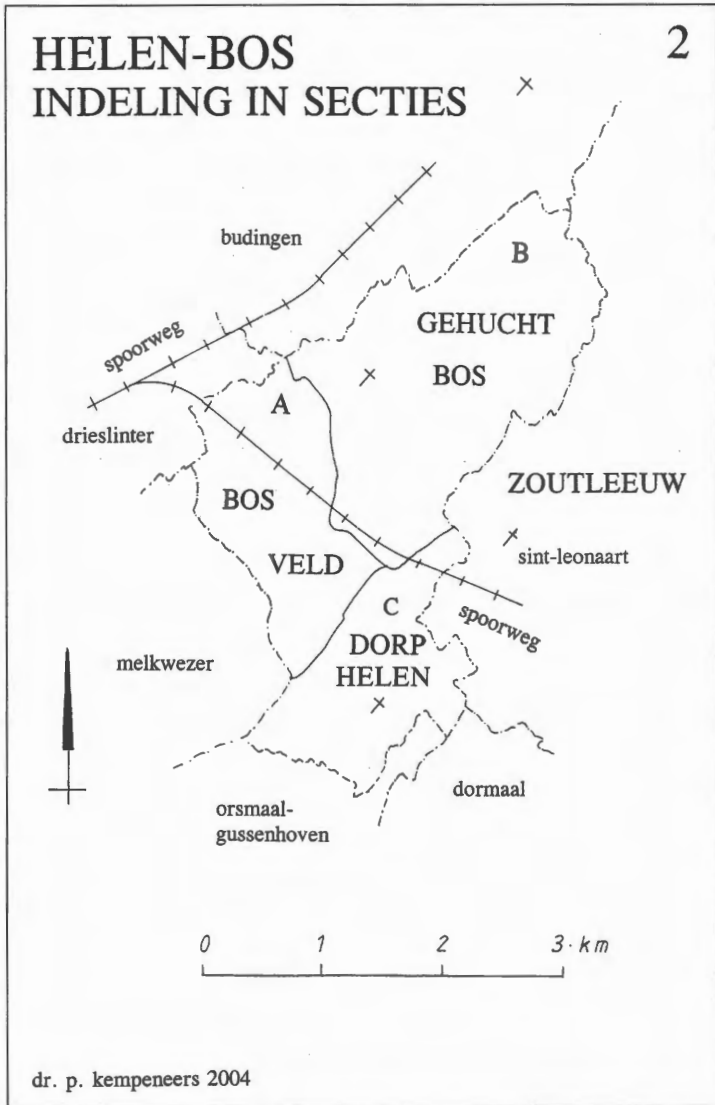 HELEN-BOS
2
INDELING IN SECTIES
budingen
B
GEHUCHT
spoorweg
BOS
A
drieslinter
BOS
ZOUTLEEUW
sint-leonaart
VELD
C
spoorweg
DORP
melkwezer
HELEN
dormaal
orsmaal-
gussenhoven
0 1 2 3 · km
dr. p. kempeneers 2004